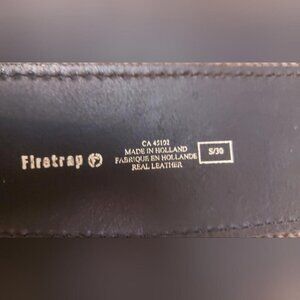 Firetrap
CA 45102
MADE IN HOLLAND
FABRIQUE EN HOLLANDE
REAL LEATHER
S/30